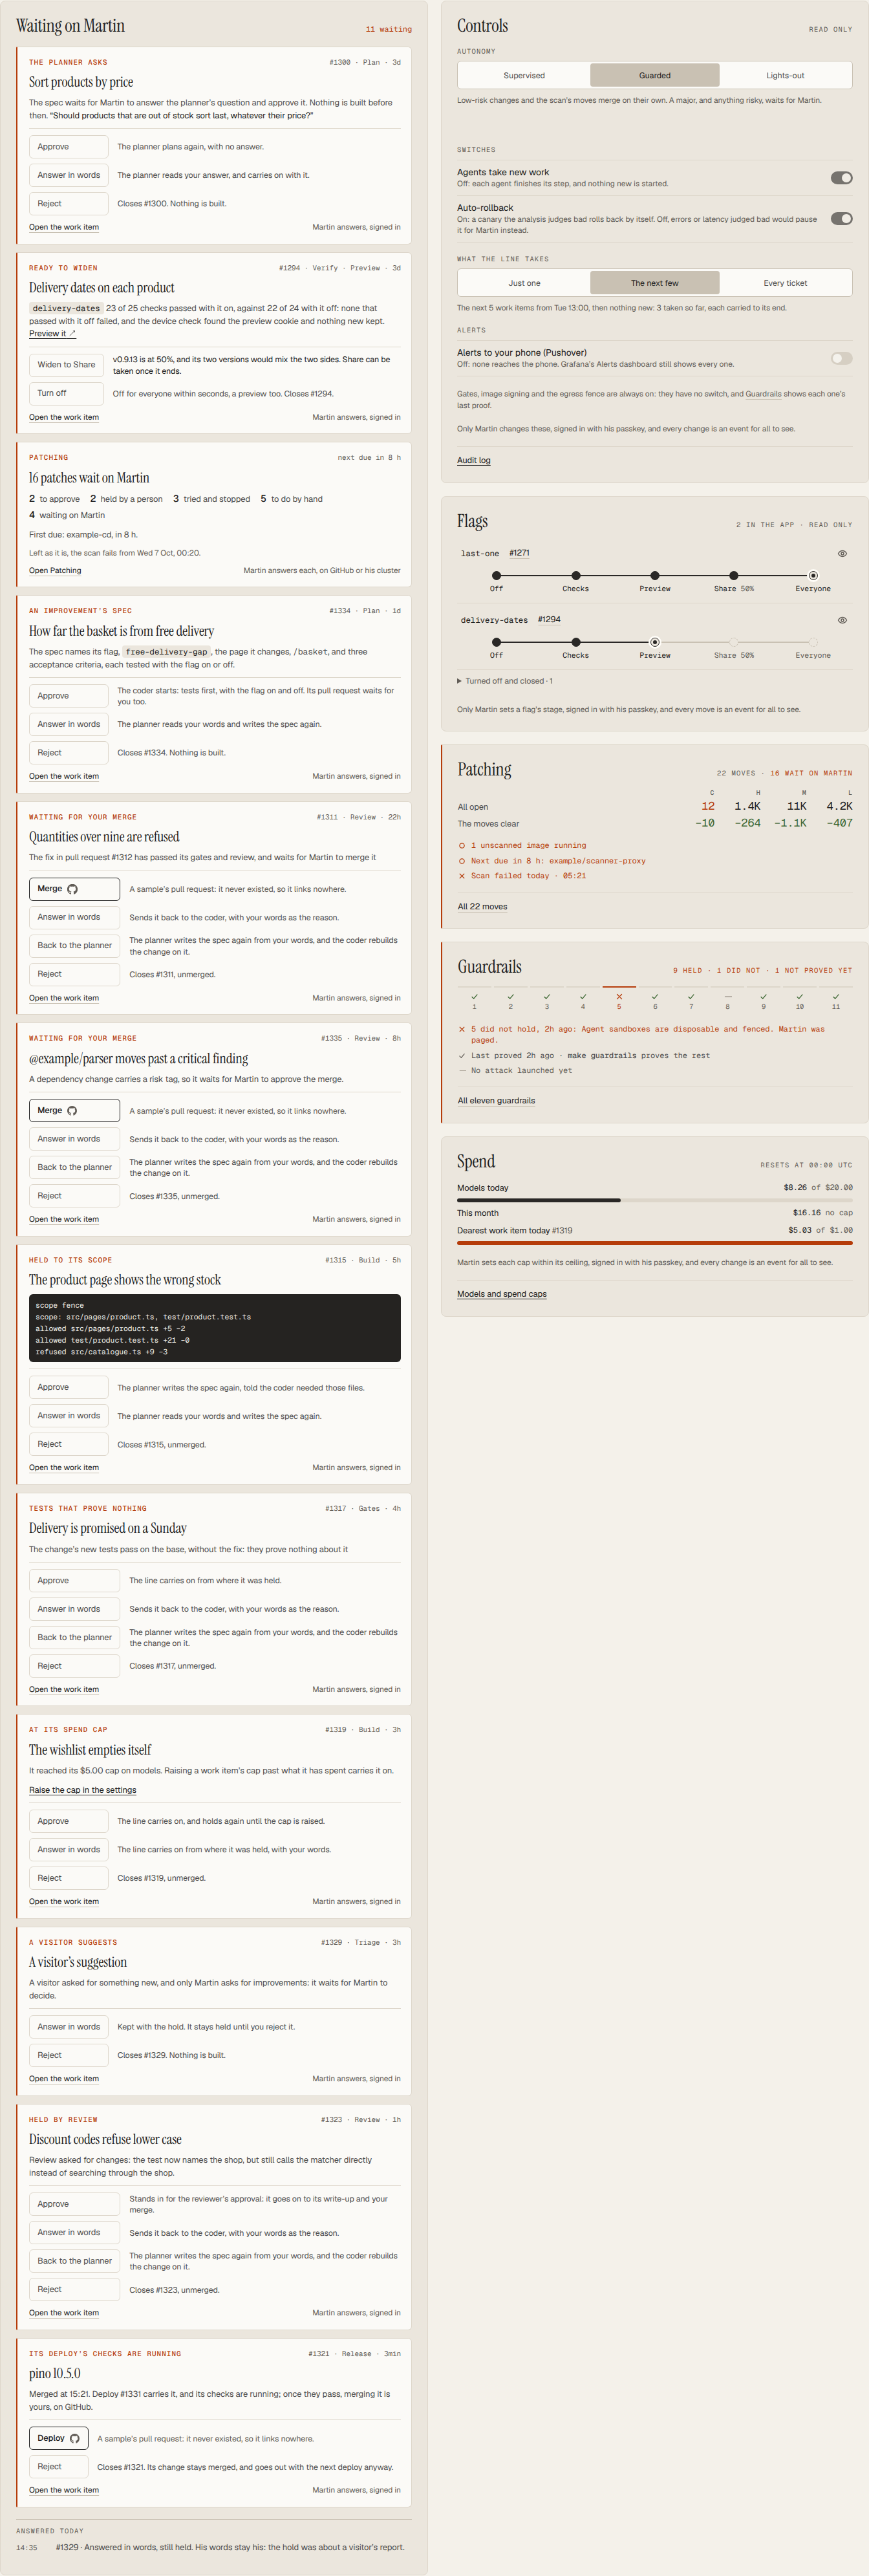 Waiting on Martin
11 waiting
THE PLANNER ASKS
#1300 · Plan · 3d
Sort products by price
The spec waits for Martin to answer the planner's question and approve it. Nothing is built before
then. “Should products that are out of stock sort last, whatever their price?”
Approve
The planner plans again, with no answer.
Answer in words
The planner reads your answer, and carries on with it.
Reject
Closes #1300. Nothing is built.
Open the work item
Martin answers, signed in
READY TO WIDEN
#1294 · Verify · Preview · 3d
Delivery dates on each product
delivery-dates 23 of 25 checks passed with it on, against 22 of 24 with it off: none that
passed with it off failed, and the device check found the preview cookie and nothing new kept.
Preview it ↗
Widen to Share
v0.9.13 is at 50%, and its two versions would mix the two sides. Share can be
taken once it ends.
Turn off
Off for everyone within seconds, a preview too. Closes #1294.
Open the work item
Martin answers, signed in
PATCHING
next due in 8 h
16 patches wait on Martin
2 to approve 2 held by a person 3 tried and stopped 5 to do by hand
4 waiting on Martin
First due: example-cd, in 8 h.
Left as it is, the scan fails from Wed 7 Oct, 00:20.
Open Patching
Martin answers each, on GitHub or his cluster
AN IMPROVEMENT'S SPEC
#1334 · Plan · 1d
How far the basket is from free delivery
The spec names its flag, free-delivery-gap, the page it changes, /basket, and three
acceptance criteria, each tested with the flag on or off.
Approve
The coder starts: tests first, with the flag on and off. Its pull request waits for
you too.
Answer in words
The planner reads your words and writes the spec again.
Reject
Closes #1334. Nothing is built.
Open the work item
Martin answers, signed in
WAITING FOR YOUR MERGE
#1311 · Review · 22h
Quantities over nine are refused
The fix in pull request #1312 has passed its gates and review, and waits for Martin to merge it
Merge
A sample's pull request: it never existed, so it links nowhere.
Answer in words
Sends it back to the coder, with your words as the reason.
Back to the planner
The planner writes the spec again from your words, and the coder rebuilds
the change on it.
Reject
Closes #1311, unmerged.
Open the work item
Martin answers, signed in
WAITING FOR YOUR MERGE
#1335 · Review · 8h
@example/parser moves past a critical finding
A dependency change carries a risk tag, so it waits for Martin to approve the merge.
Merge
A sample's pull request: it never existed, so it links nowhere.
Answer in words
Sends it back to the coder, with your words as the reason.
Back to the planner
The planner writes the spec again from your words, and the coder rebuilds
the change on it.
Reject
Closes #1335, unmerged.
Open the work item
Martin answers, signed in
HELD TO ITS SCOPE
#1315 · Build · 5h
The product page shows the wrong stock
scope fence
scope: src/pages/product.ts, test/product.test.ts
allowed src/pages/product.ts +5 −2
allowed test/product.test.ts +21 −0
refused src/catalogue.ts +9 −3
Approve
The planner writes the spec again, told the coder needed those files.
Answer in words
The planner reads your words and writes the spec again.
Reject
Closes #1315, unmerged.
Open the work item
Martin answers, signed in
TESTS THAT PROVE NOTHING
#1317 · Gates · 4h
Delivery is promised on a Sunday
The change's new tests pass on the base, without the fix: they prove nothing about it
Approve
The line carries on from where it was held.
Answer in words
Sends it back to the coder, with your words as the reason.
Back to the planner
The planner writes the spec again from your words, and the coder rebuilds
the change on it.
Reject
Closes #1317, unmerged.
Open the work item
Martin answers, signed in
AT ITS SPEND CAP
#1319 · Build · 3h
The wishlist empties itself
It reached its $5.00 cap on models. Raising a work item's cap past what it has spent carries it on.
Raise the cap in the settings
Approve
The line carries on, and holds again until the cap is raised.
Answer in words
The line carries on from where it was held, with your words.
Reject
Closes #1319, unmerged.
Open the work item
Martin answers, signed in
A VISITOR SUGGESTS
#1329 · Triage · 3h
A visitor's suggestion
A visitor asked for something new, and only Martin asks for improvements: it waits for Martin to
decide.
Answer in words
Kept with the hold. It stays held until you reject it.
Reject
Closes #1329. Nothing is built.
Open the work item
Martin answers, signed in
HELD BY REVIEW
#1323 · Review · 1h
Discount codes refuse lower case
Review asked for changes: the test now names the shop, but still calls the matcher directly
instead of searching through the shop.
Approve
Stands in for the reviewer's approval: it goes on to its write-up and your
merge.
Answer in words
Sends it back to the coder, with your words as the reason.
Back to the planner
The planner writes the spec again from your words, and the coder rebuilds
the change on it.
Reject
Closes #1323, unmerged.
Open the work item
Martin answers, signed in
ITS DEPLOY'S CHECKS ARE RUNNING
#1321 · Release · 3min
pino 10.5.0
Merged at 15:21. Deploy #1331 carries it, and its checks are running; once they pass, merging it is
yours, on GitHub.
Deploy
A sample's pull request: it never existed, so it links nowhere.
Reject
Closes #1321. Its change stays merged, and goes out with the next deploy anyway.
Open the work item
Martin answers, signed in
ANSWERED TODAY
14:35 #1329 · Answered in words, still held. His words stay his: the hold was about a visitor's report.
Controls
READ ONLY
AUTONOMY
Supervised
Guarded
Lights-out
Low-risk changes and the scan's moves merge on their own. A major, and anything risky, waits for Martin.
SWITCHES
Agents take new work
Off: each agent finishes its step, and nothing new is started.
Auto-rollback
On: a canary the analysis judges bad rolls back by itself. Off, errors or latency judged bad would pause
it for Martin instead.
WHAT THE LINE TAKES
Just one
The next few
Every ticket
The next 5 work items from Tue 13:00, then nothing new: 3 taken so far, each carried to its end.
ALERTS
Alerts to your phone (Pushover)
Off: none reaches the phone. Grafana's Alerts dashboard still shows every one.
Gates, image signing and the egress fence are always on: they have no switch, and Guardrails shows each one's
last proof.
Only Martin changes these, signed in with his passkey, and every change is an event for all to see.
Audit log
Flags
2 IN THE APP · READ ONLY
last-one #1271
Off
Checks
Preview
Share 50%
Everyone
delivery-dates #1294
Off
Checks
Preview
Share 50%
Everyone
Turned off and closed · 1
Only Martin sets a flag's stage, signed in with his passkey, and every move is an event for all to see.
Patching
22 MOVES · 16 WAIT ON MARTIN
C H M L
All open 12 1.4K 11K 4.2K
The moves clear −10 −264 −1.1K −407
1 unscanned image running
Next due in 8 h: example/scanner-proxy
Scan failed today · 05:21
All 22 moves
Guardrails
9 HELD · 1 DID NOT · 1 NOT PROVED YET
1 2 3 4 5 6 7 8 9 10 11
5 did not hold, 2h ago: Agent sandboxes are disposable and fenced. Martin was
paged.
Last proved 2h ago · make guardrails proves the rest
No attack launched yet
All eleven guardrails
Spend
RESETS AT 00:00 UTC
Models today
$8.26 of $20.00
This month
$16.16 no cap
Dearest work item today #1319
$5.03 of $1.00
Martin sets each cap within its ceiling, signed in with his passkey, and every change is an event for all to see.
Models and spend caps